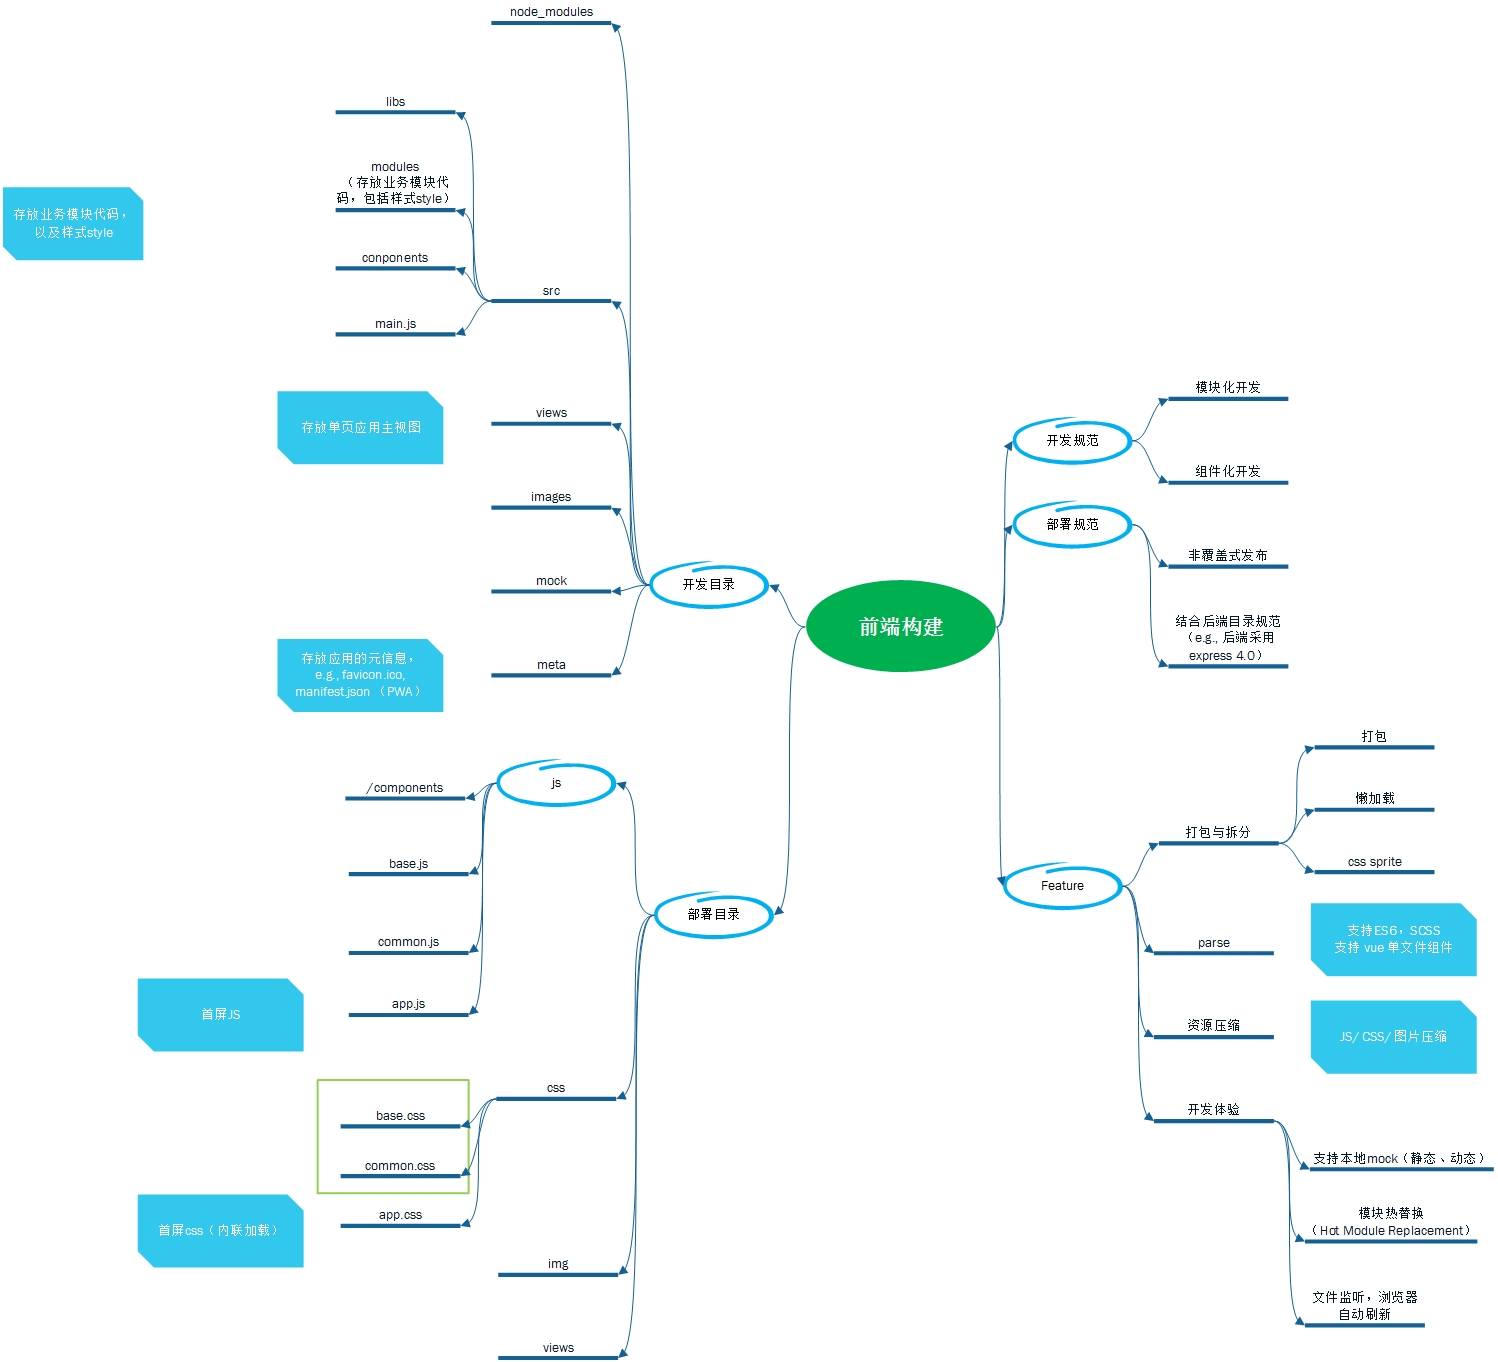 node_modules
libs
modules
（存放业务模块代
码，包括样式style）
存放业务模块代码，
以及样式style
conponents
src
main.js
存放单页应用主视图
views
images
mock
开发目录
存放应用的元信息，
e.g., favicon.ico,
manifest.json （PWA）
meta
前端构建
开发规范
模块化开发
组件化开发
部署规范
非覆盖式发布
结合后端目录规范
（e.g., 后端采用
express 4.0）
js
/components
base.js
common.js
app.js
首屏JS
部署目录
css
base.css
common.css
app.css
首屏css（内联加载）
img
views
Feature
打包与拆分
打包
懒加载
css sprite
parse
支持ES6，SCSS
支持 vue 单文件组件
资源压缩
JS/ CSS/ 图片压缩
开发体验
支持本地mock（静态、动态）
模块热替换
（Hot Module Replacement）
文件监听，浏览器
自动刷新